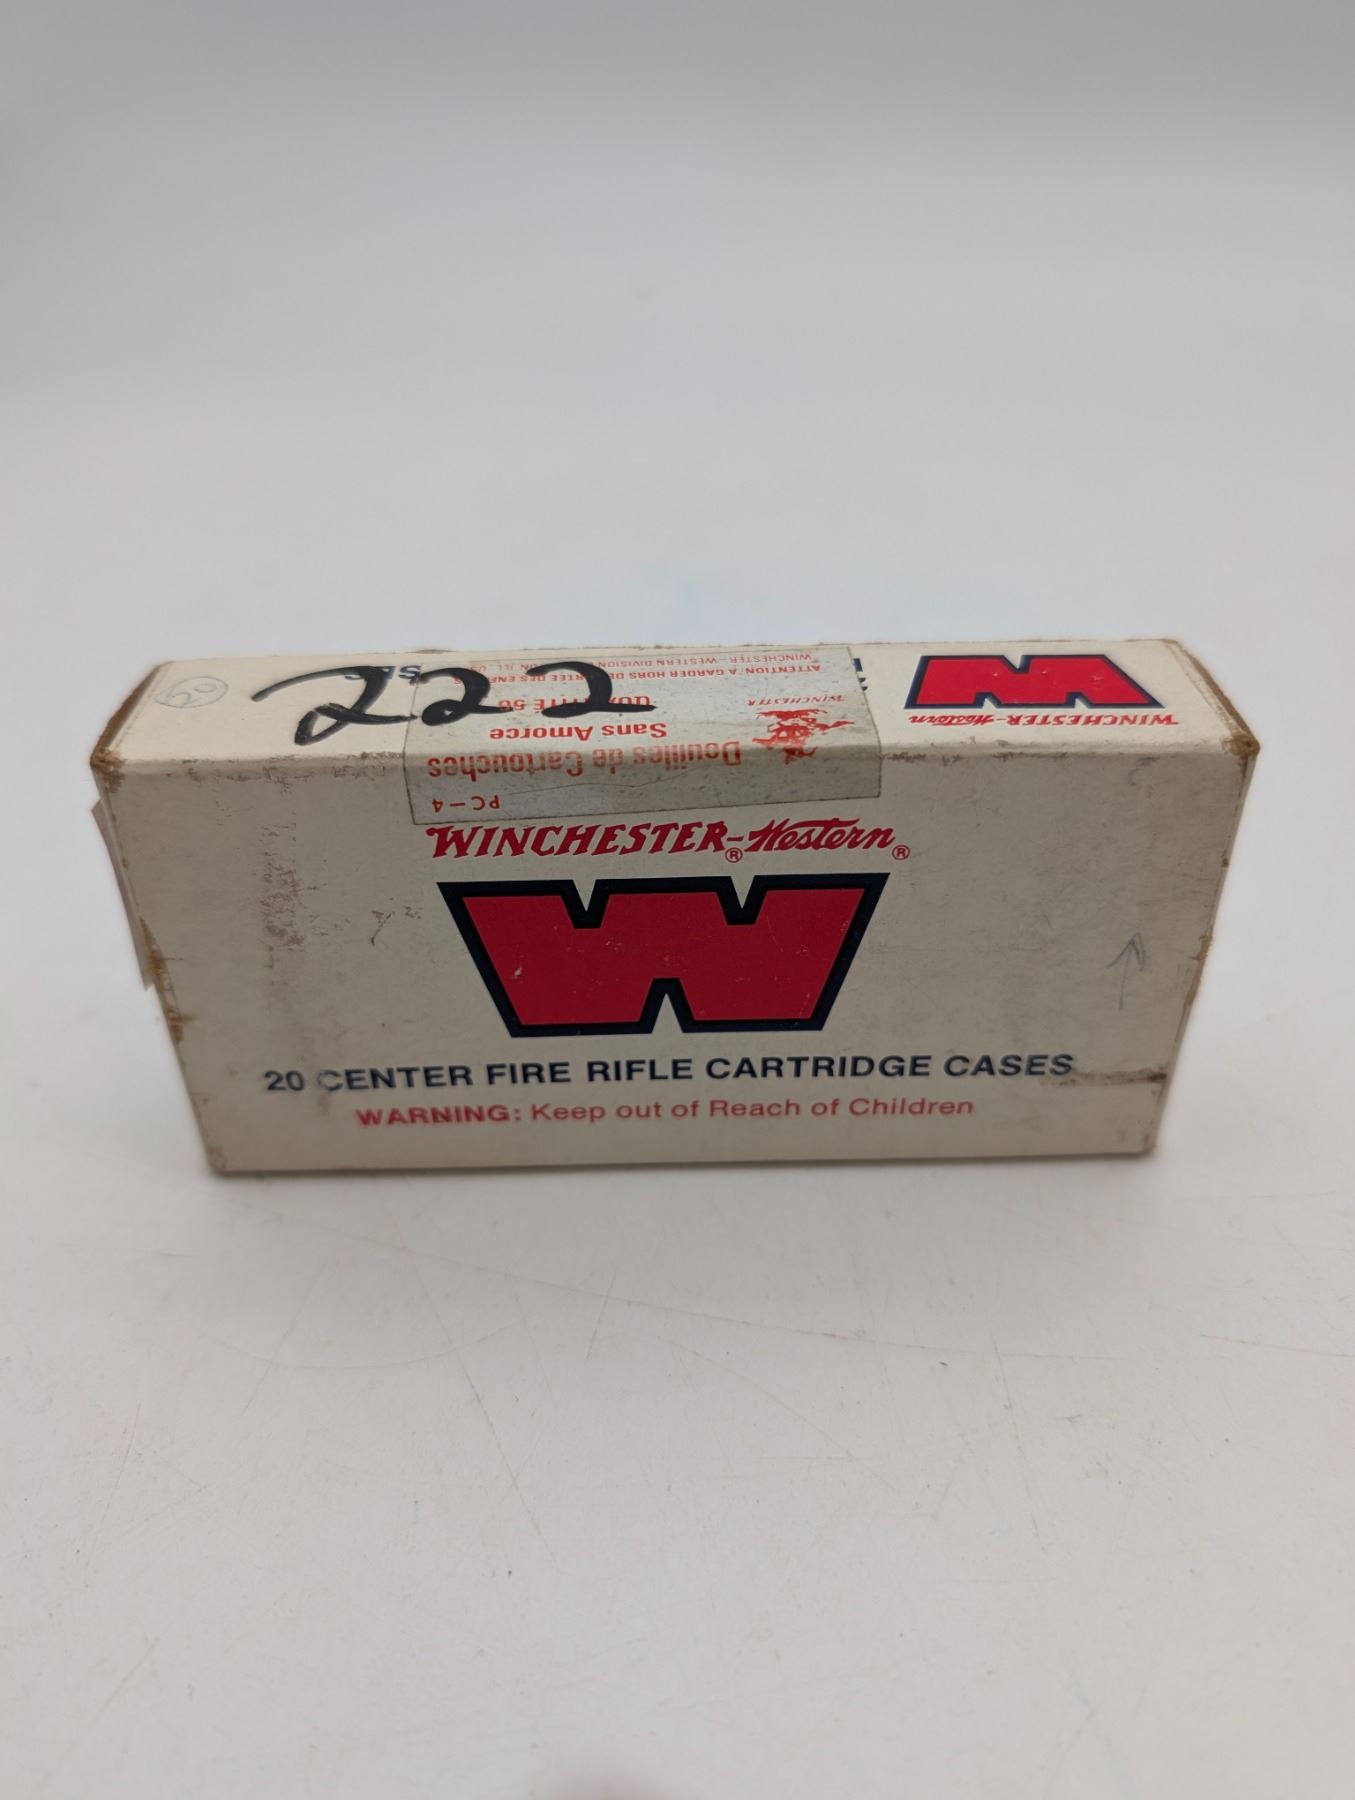 222
WINCHESTER-Western
PC-4
Douilles de Cartouches
Sans Amorce
WINCHESTER
WINCHESTER-Western®
W
20 CENTER FIRE RIFLE CARTRIDGE CASES
WARNING: Keep out of Reach of Children